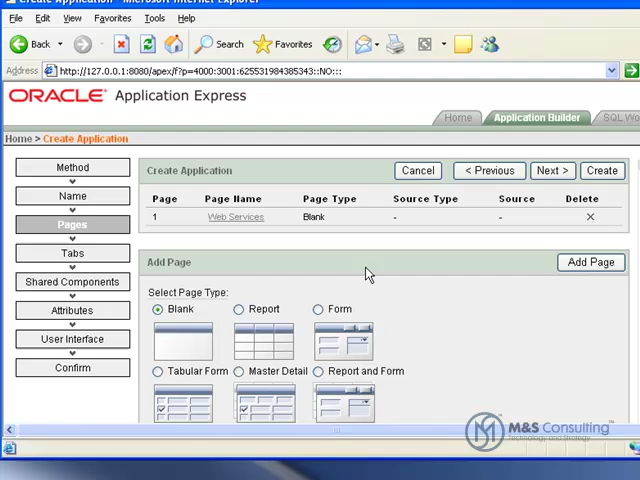 Create Application - Microsoft Internet Explorer
File Edit View Favorites Tools Help
Back Search Favorites
Address http://127.0.0.1:8080/apex/f?p=4000:3001:625531984385343::NO:::
ORACLE Application Express
Home Application Builder SQL Wo
Home > Create Application
Method
Name
Pages
Tabs
Shared Components
Attributes
User Interface
Confirm
Create Application Cancel < Previous Next > Create
Page Page Name Page Type Source Type Source Delete
1 Web Services Blank - -
Add Page Add Page
Select Page Type:
Blank Report Form
Tabular Form Master Detail Report and Form
M&S Consulting™
Technology and Strategy